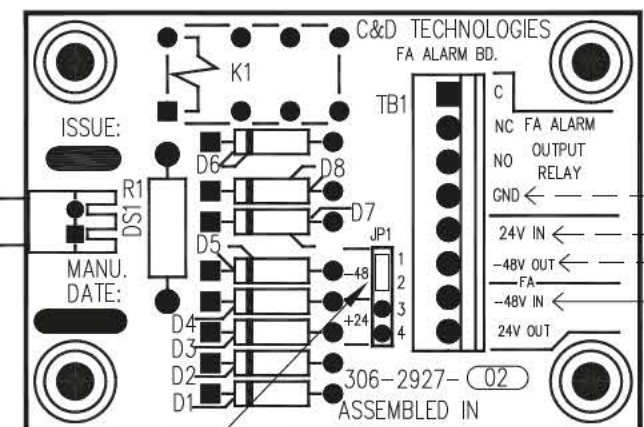 C&D TECHNOLOGIES
FA ALARM BD.
K1
TB1
C
ISSUE:
NC FA ALARM
OUTPUT
NO
RELAY
D6
D8
GND
R1
DS1
D7
JP1
24V IN
D5
1
-48
2
-48V OUT
MANU.
DATE:
FA
-48V IN
3
+24
4
D4
24V OUT
D3
D2
306-2927- 02
D1
ASSEMBLED IN